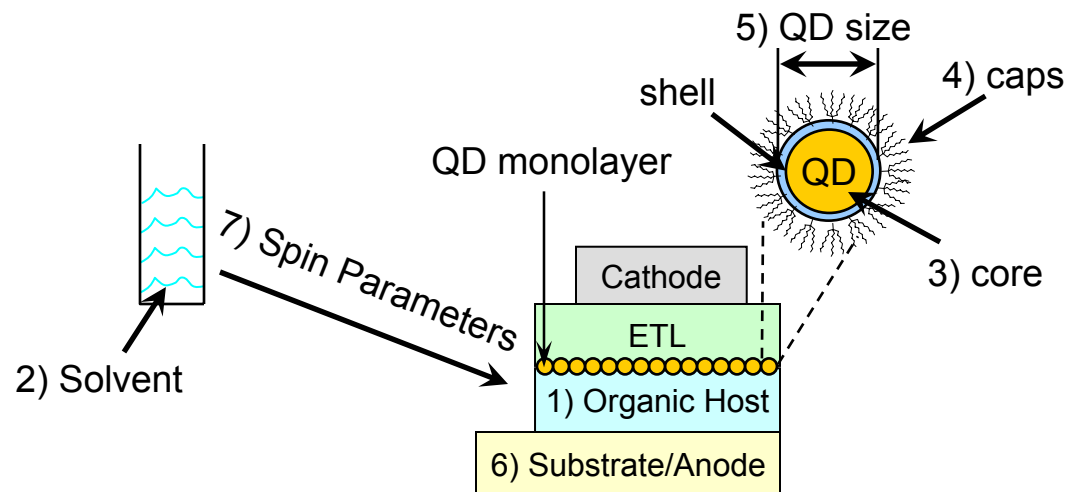 5) QD size
4) caps
shell
QD monolayer
QD
7) Spin Parameters
3) core
Cathode
ETL
2) Solvent
1) Organic Host
6) Substrate/Anode